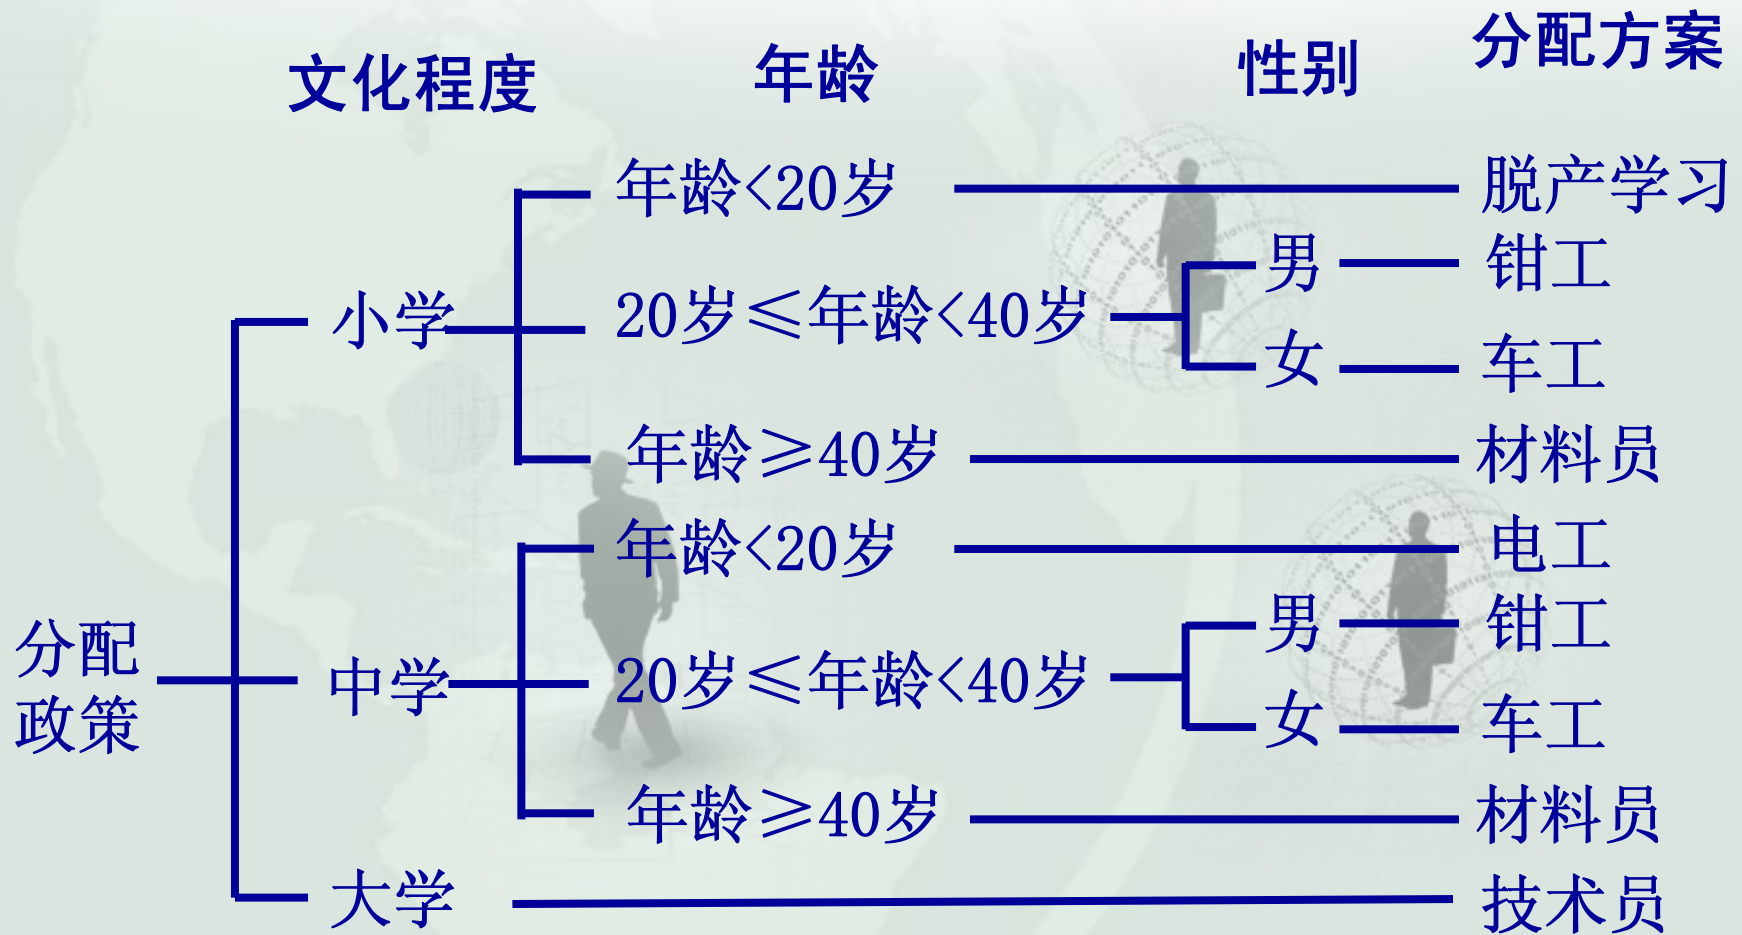 文化程度 年龄 性别 分配方案
年龄<20岁 脱产学习
男 钳工
小学 20岁≤年龄<40岁
女 车工
年龄≥40岁 材料员
年龄<20岁 电工
男 钳工
分配
政策
中学 20岁≤年龄<40岁
女 车工
年龄≥40岁 材料员
大学 技术员